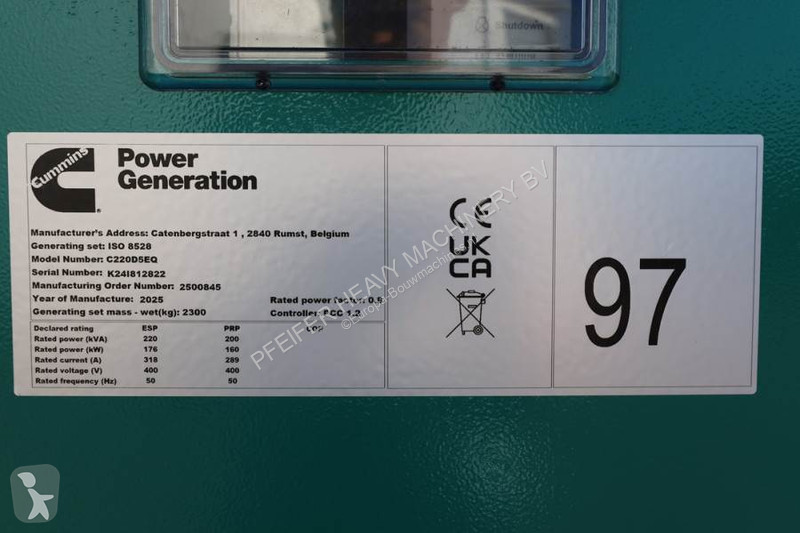 Shutdown
Cummins
Power
Generation
Manufacturer's Address: Catenbergstraat 1 , 2840 Rumst, Belgium
Generating set: ISO 8528
Model Number: C220D5EQ
Serial Number: K24I812822
Manufacturing Order Number: 2500845
Year of Manufacture: 2025 Rated power factor: 0.8
Generating set mass - wet(kg): 2300 Controller: PCC 1.2
Declared rating ESP PRP COP
Rated power (kVA) 220 200
Rated power (kW) 176 160
Rated current (A) 318 289
Rated voltage (V) 400 400
Rated frequency (Hz) 50 50
CE
UK
CA
97
PFEIFER HEAVY MACHINERY BV